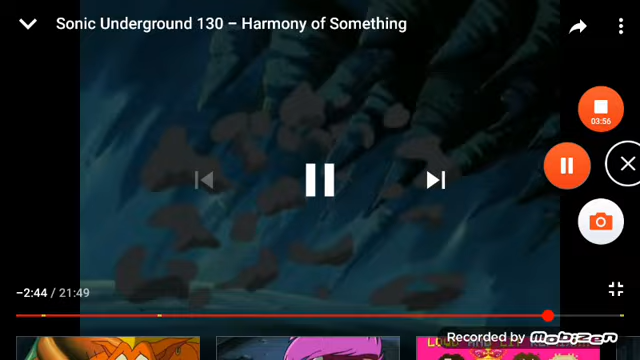 Sonic Underground 130 – Harmony of Something
03:56
–2:44 / 21:49
Recorded by Mobizen